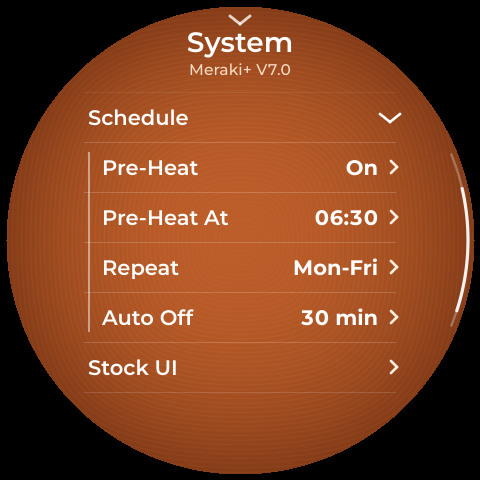 System
Meraki+ V7.0
Schedule
Pre-Heat On
Pre-Heat At 06:30
Repeat Mon-Fri
Auto Off 30 min
Stock UI